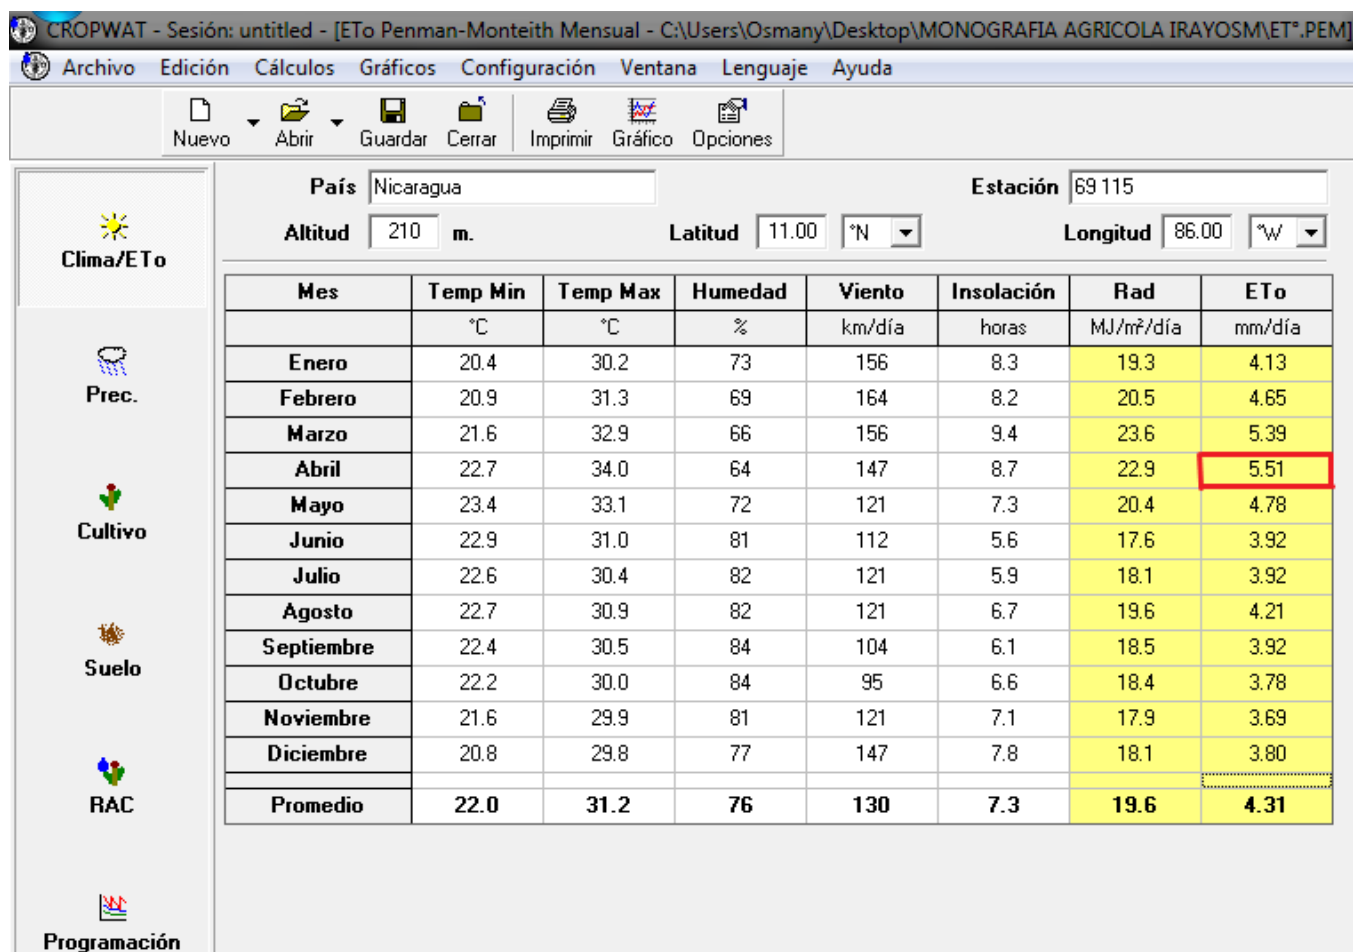 CROPWAT - Sesión: untitled - [ETo Penman-Monteith Mensual - C:\Users\Osmany\Desktop\MONOGRAFIA AGRICOLA IRAYOSM\ET°.PEM]
Archivo Edición Cálculos Gráficos Configuración Ventana Lenguaje Ayuda
Nuevo Abrir Guardar Cerrar Imprimir Gráfico Opciones
País Nicaragua Estación 69 115
Altitud 210 m. Latitud 11.00 °N Longitud 86.00 °W
Clima/ETo
Prec.
Cultivo
Suelo
RAC
Programación
Mes Temp Min Temp Max Humedad Viento Insolación Rad ETo
°C °C % km/día horas MJ/m²/día mm/día
Enero 20.4 30.2 73 156 8.3 19.3 4.13
Febrero 20.9 31.3 69 164 8.2 20.5 4.65
Marzo 21.6 32.9 66 156 9.4 23.6 5.39
Abril 22.7 34.0 64 147 8.7 22.9 5.51
Mayo 23.4 33.1 72 121 7.3 20.4 4.78
Junio 22.9 31.0 81 112 5.6 17.6 3.92
Julio 22.6 30.4 82 121 5.9 18.1 3.92
Agosto 22.7 30.9 82 121 6.7 19.6 4.21
Septiembre 22.4 30.5 84 104 6.1 18.5 3.92
Octubre 22.2 30.0 84 95 6.6 18.4 3.78
Noviembre 21.6 29.9 81 121 7.1 17.9 3.69
Diciembre 20.8 29.8 77 147 7.8 18.1 3.80
Promedio 22.0 31.2 76 130 7.3 19.6 4.31